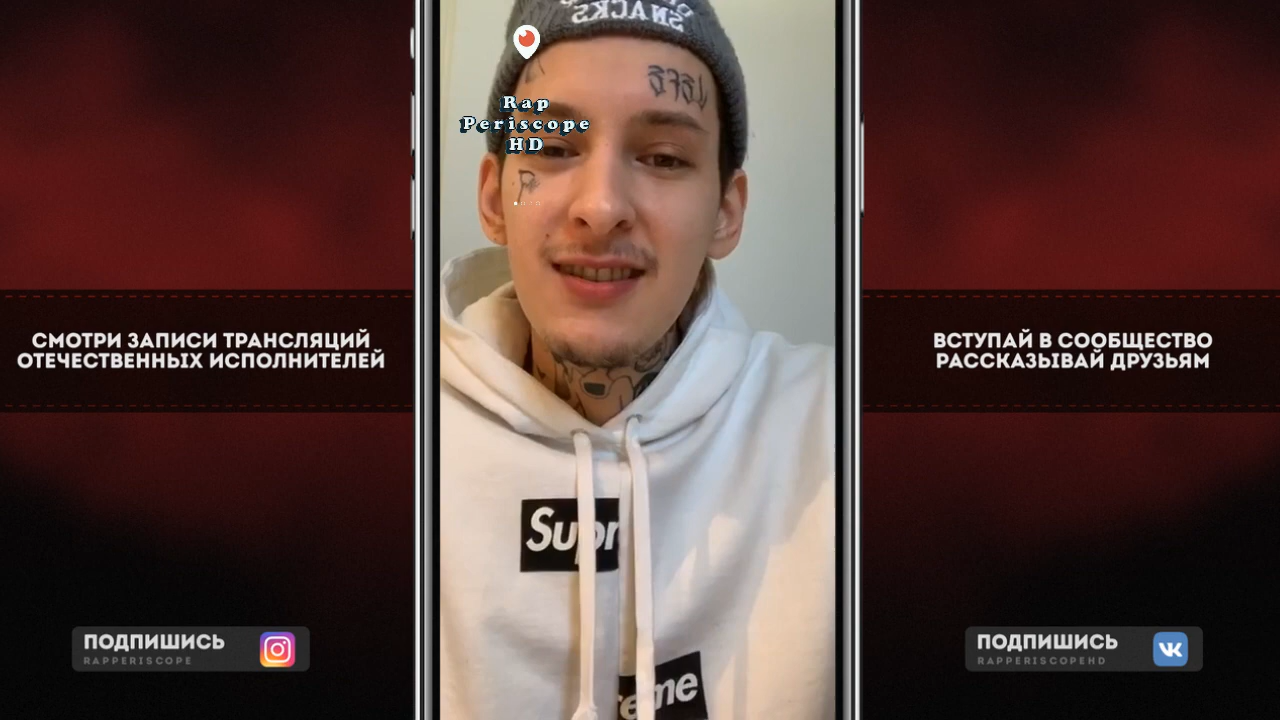 SNACKS
Rap
Periscope
HD
СМОТРИ ЗАПИСИ ТРАНСЛЯЦИЙ
ОТЕЧЕСТВЕННЫХ ИСПОЛНИТЕЛЕЙ
ВСТУПАЙ В СООБЩЕСТВО
РАССКАЗЫВАЙ ДРУЗЬЯМ
Supr
reme
ПОДПИШИСЬ
RAPPERISCOPE
ПОДПИШИСЬ
RAPPERISCOPEHD